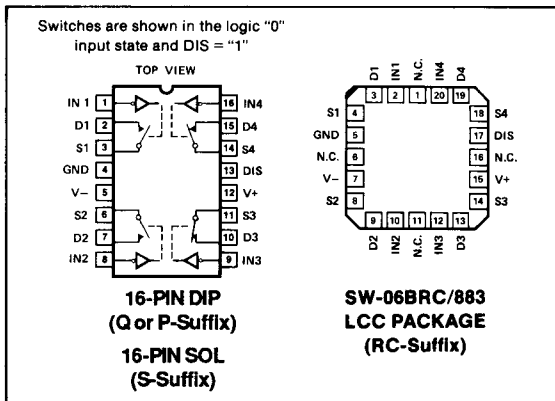 Switches are shown in the logic “0”
input state and DIS = “1”
TOP VIEW
IN 1 1 16 IN4
D1 2 15 D4
S1 3 14 S4
GND 4 13 DIS
V− 5 12 V+
S2 6 11 S3
D2 7 10 D3
IN2 8 9 IN3
16-PIN DIP
(Q or P-Suffix)
16-PIN SOL
(S-Suffix)
D1 IN1 N.C. IN4 D4
3 2 1 20 19
S1 4 18 S4
GND 5 17 DIS
N.C. 6 16 N.C.
V− 7 15 V+
S2 8 14 S3
9 10 11 12 13
D2 IN2 N.C. IN3 D3
SW-06BRC/883
LCC PACKAGE
(RC-Suffix)